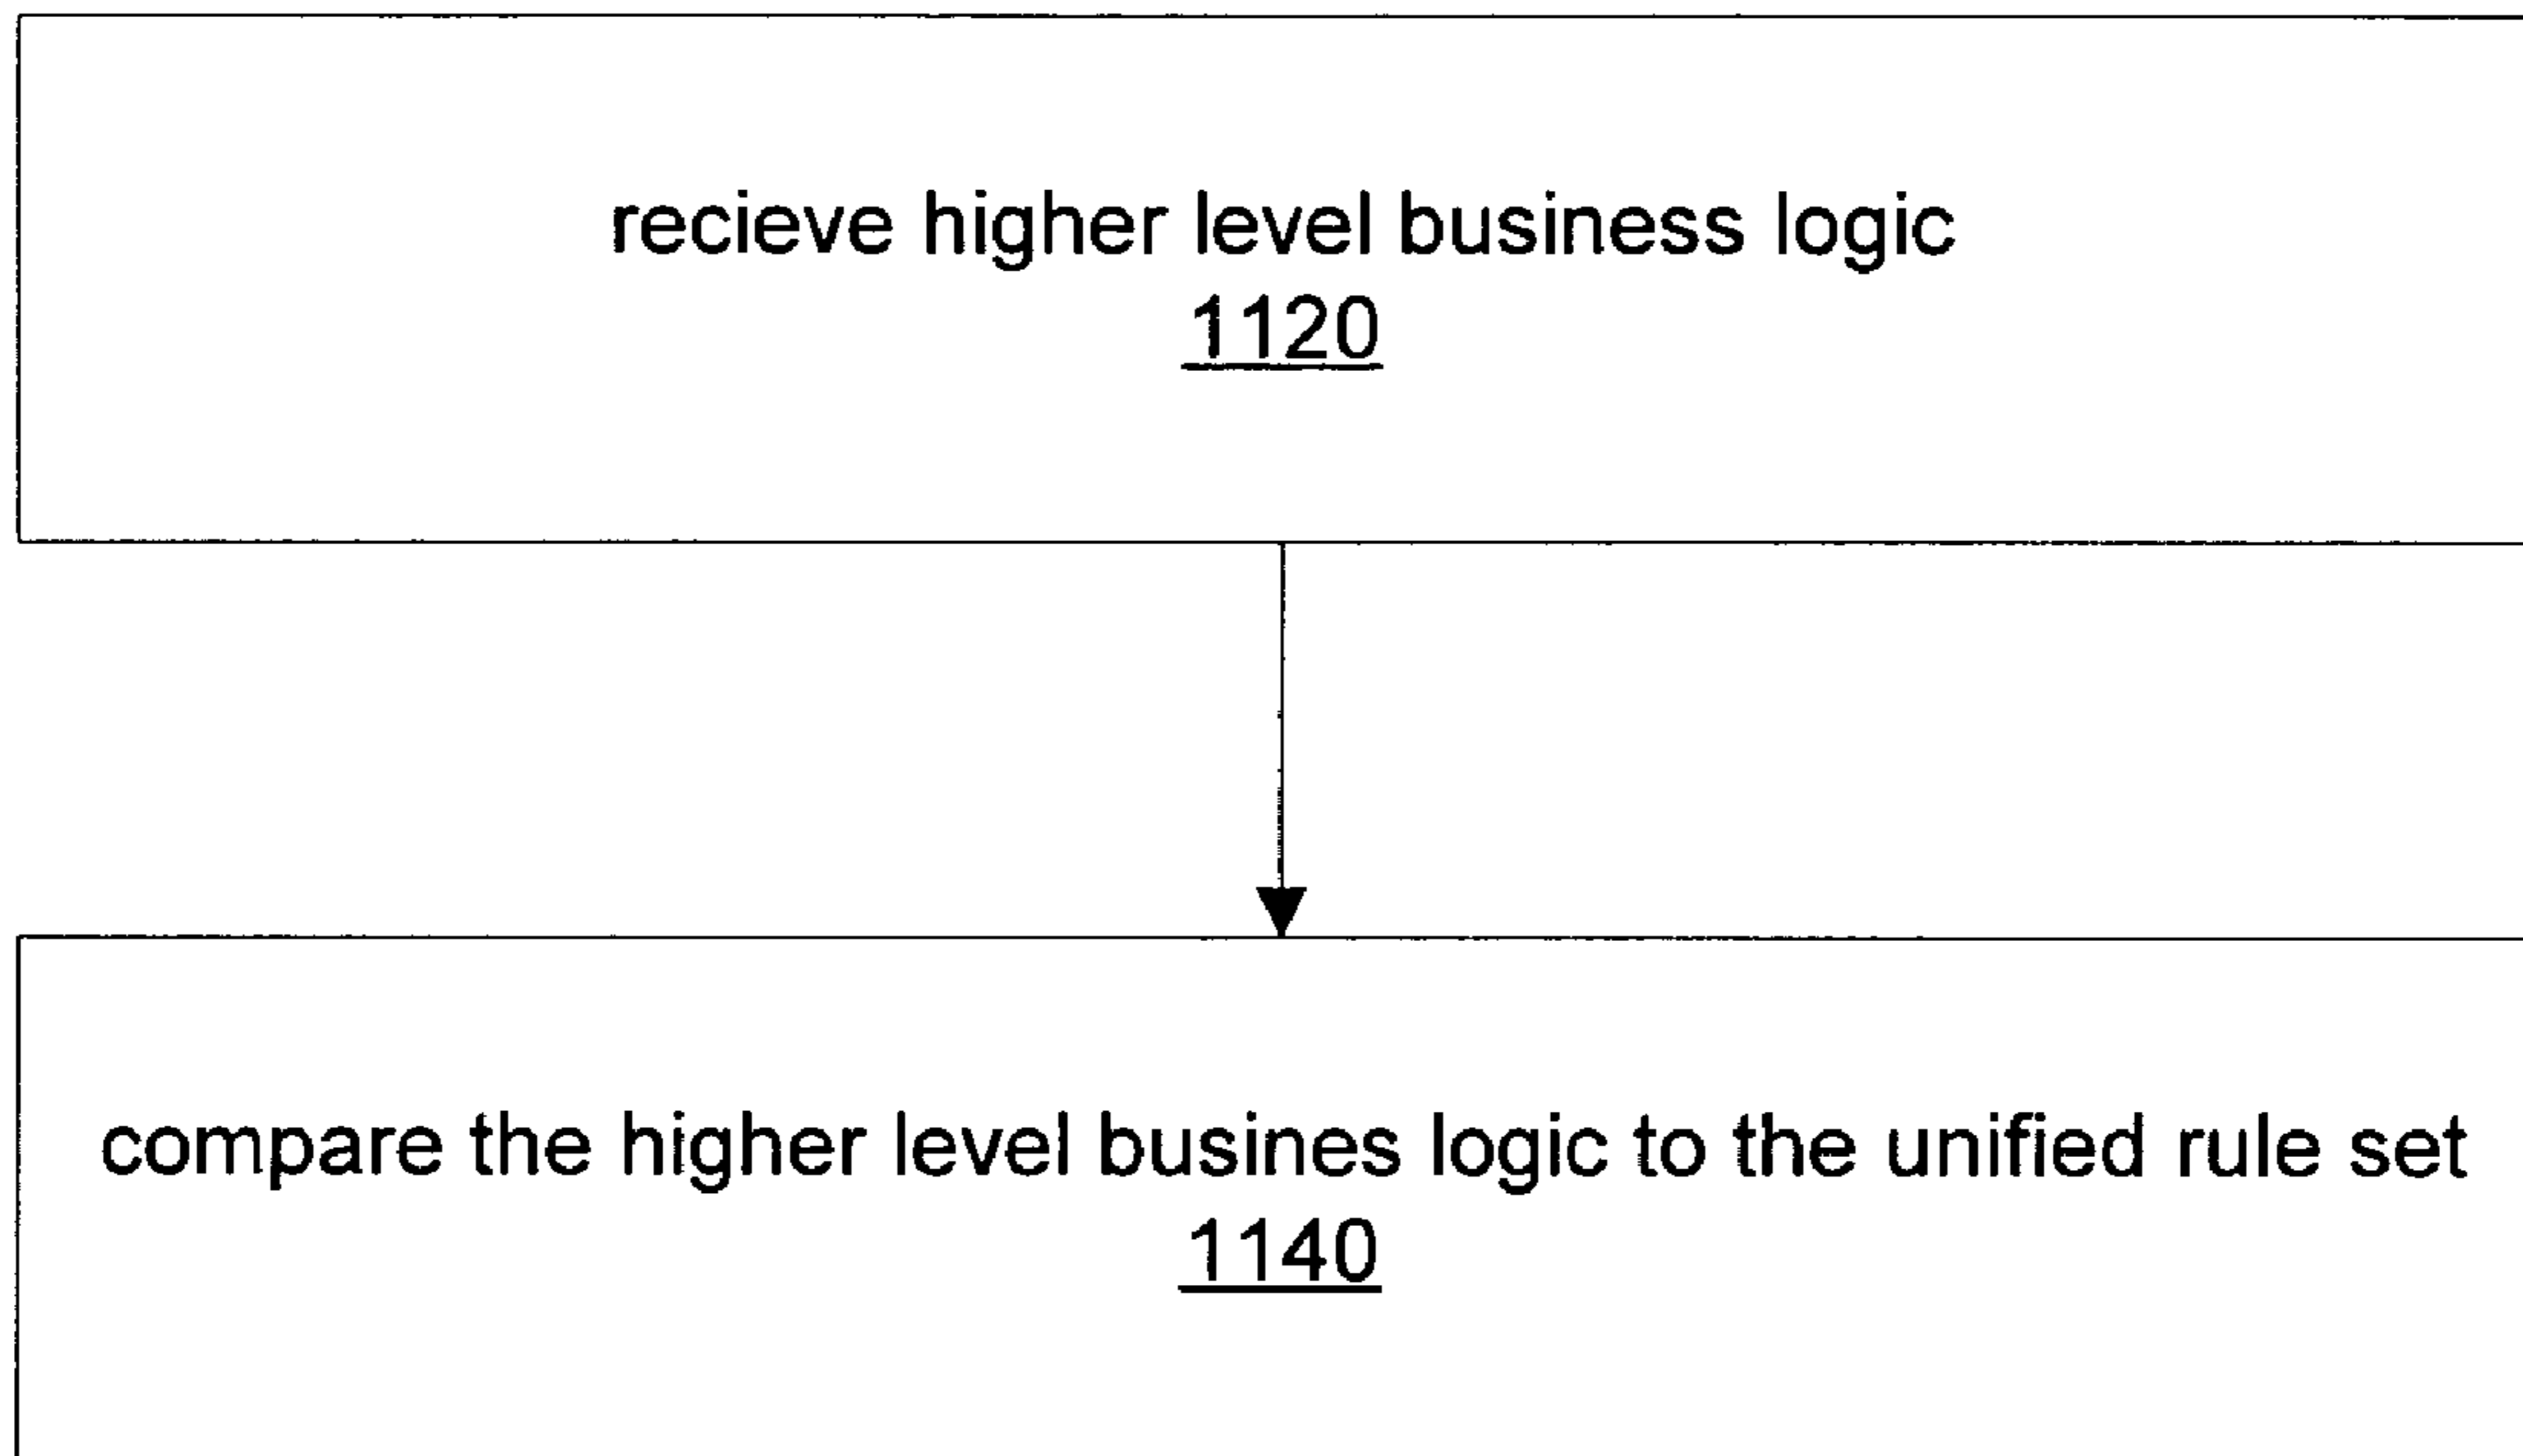 recieve higher level business logic
1120
compare the higher level busines logic to the unified rule set
1140